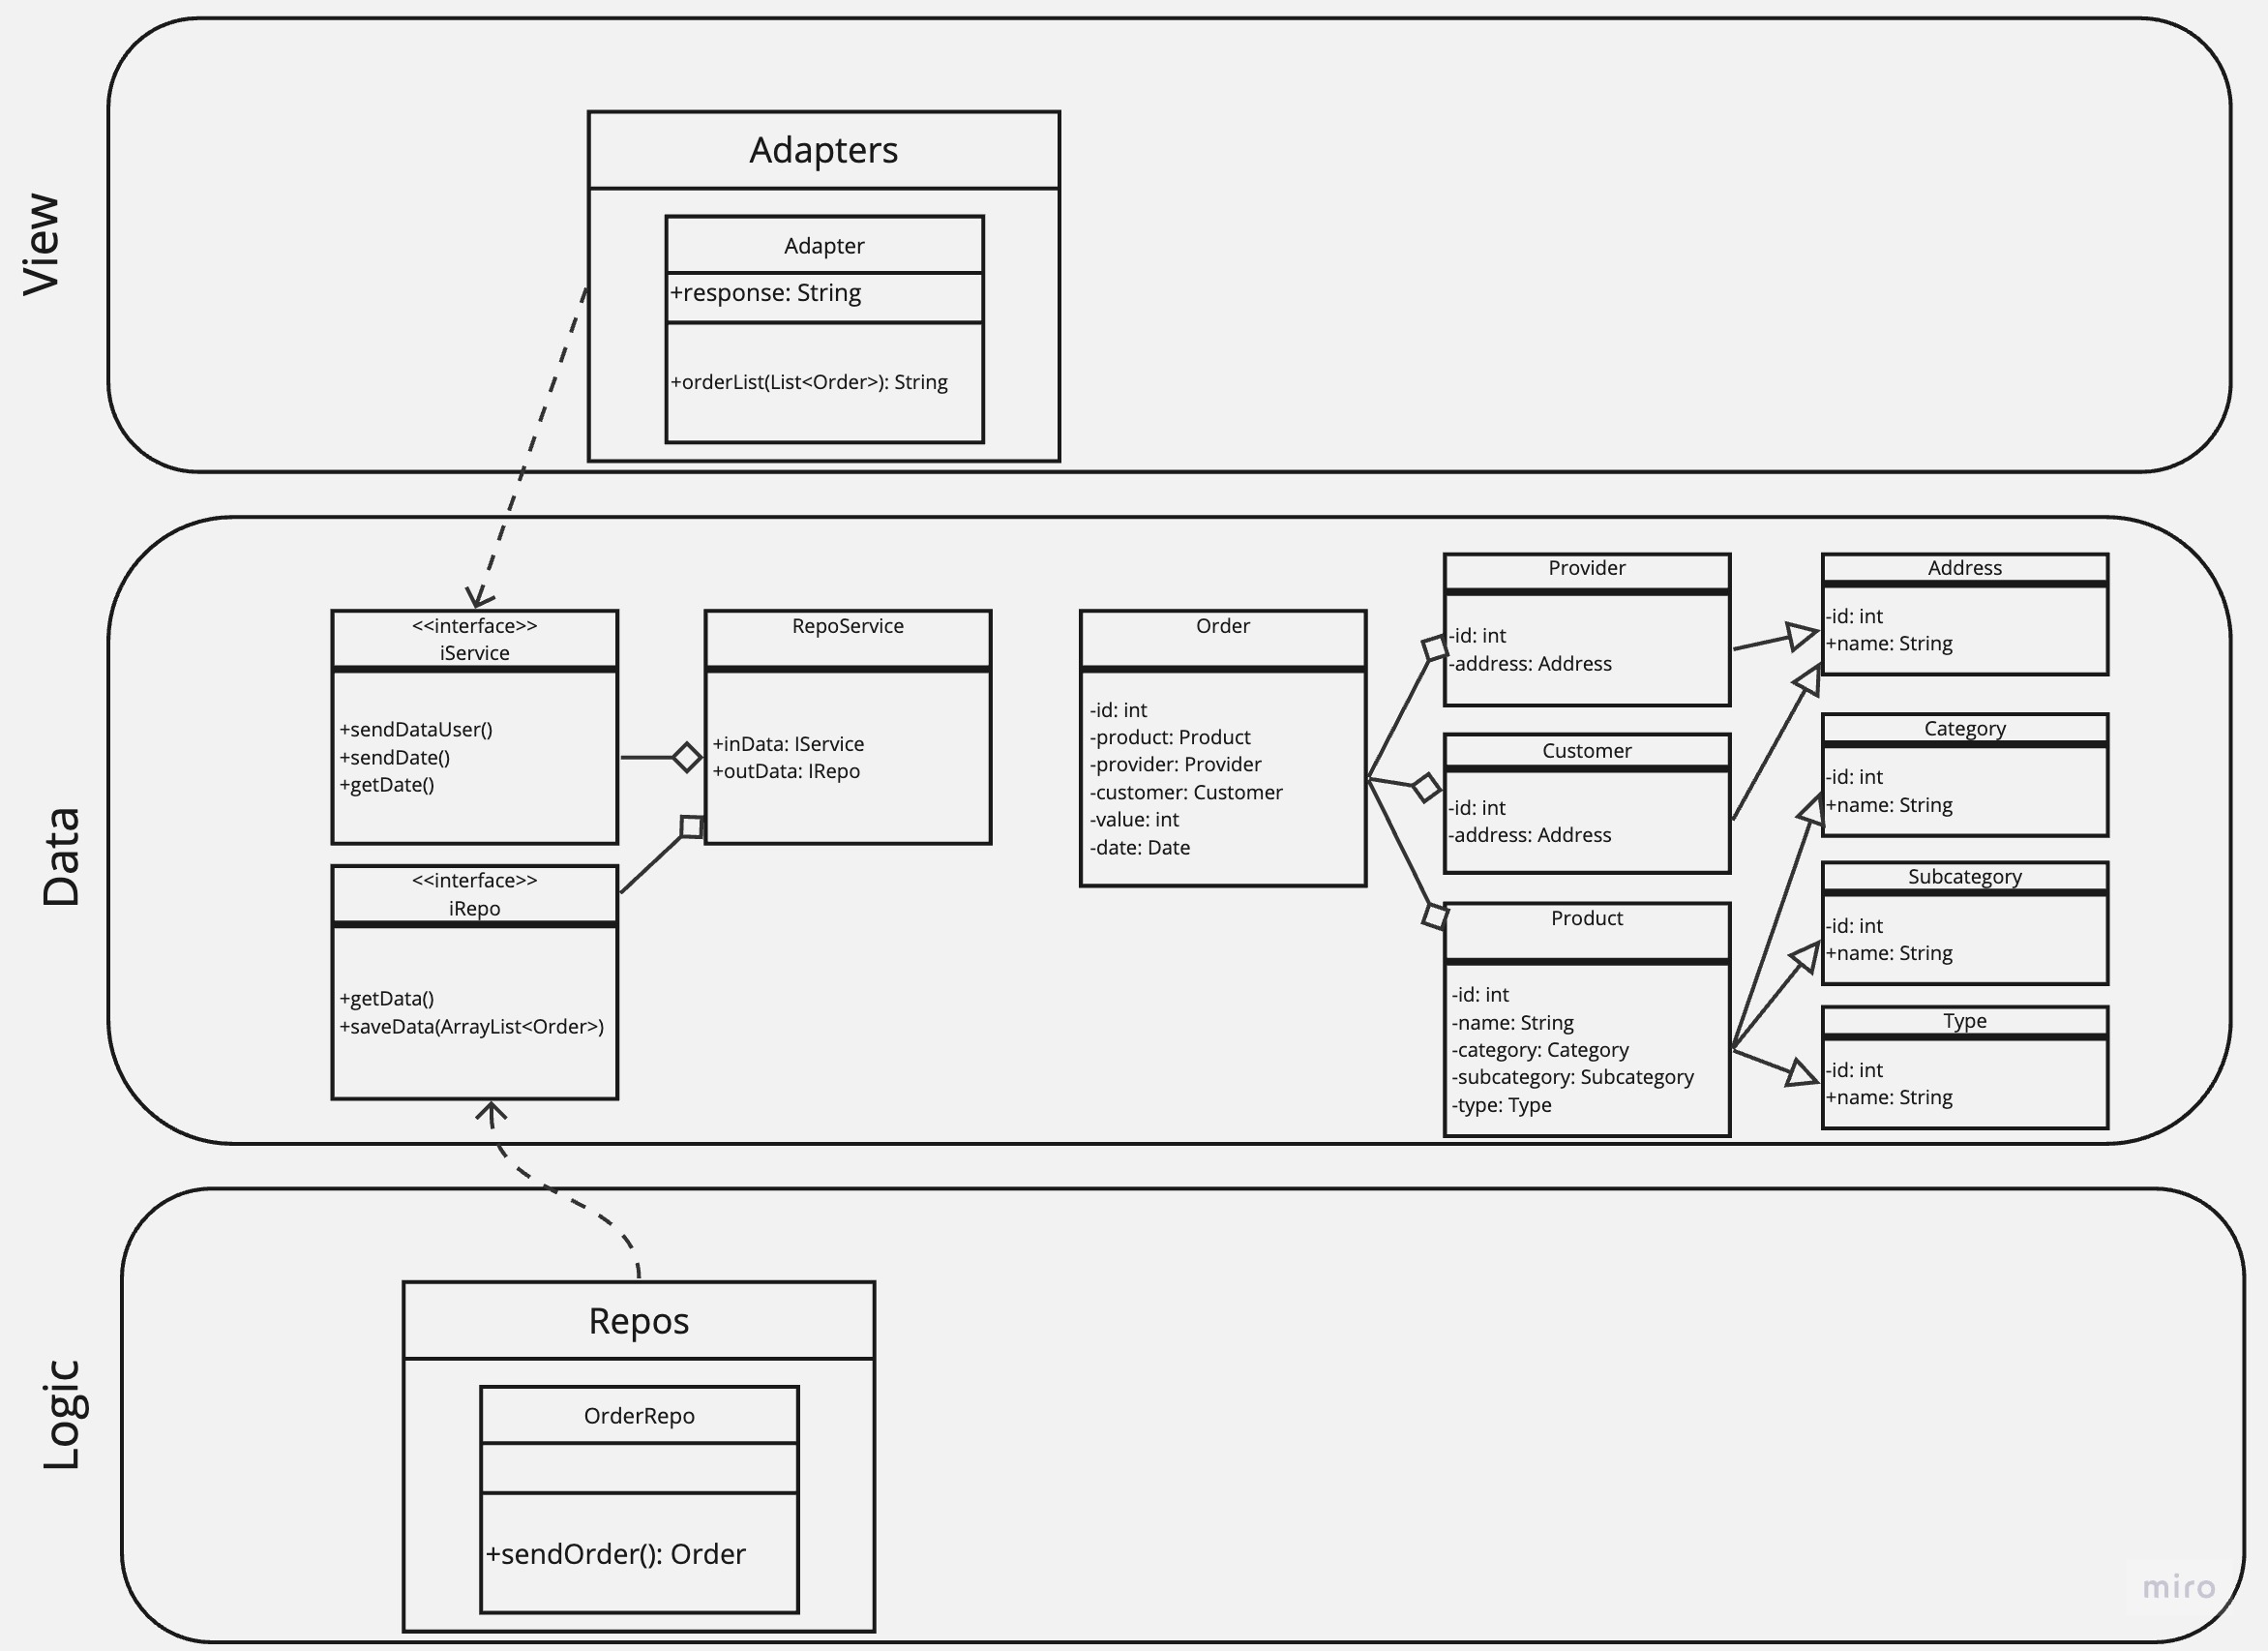 View
Adapters
Adapter
+response: String
+orderList(List<Order>): String
Data
<<interface>>
iService
+sendDataUser()
+sendDate()
+getDate()
RepoService
+inData: IService
+outData: IRepo
<<interface>>
iRepo
+getData()
+saveData(ArrayList<Order>)
Order
-id: int
-product: Product
-provider: Provider
-customer: Customer
-value: int
-date: Date
Provider
-id: int
-address: Address
Customer
-id: int
-address: Address
Product
-id: int
-name: String
-category: Category
-subcategory: Subcategory
-type: Type
Address
-id: int
+name: String
Category
-id: int
+name: String
Subcategory
-id: int
+name: String
Type
-id: int
+name: String
Logic
Repos
OrderRepo
+sendOrder(): Order
miro